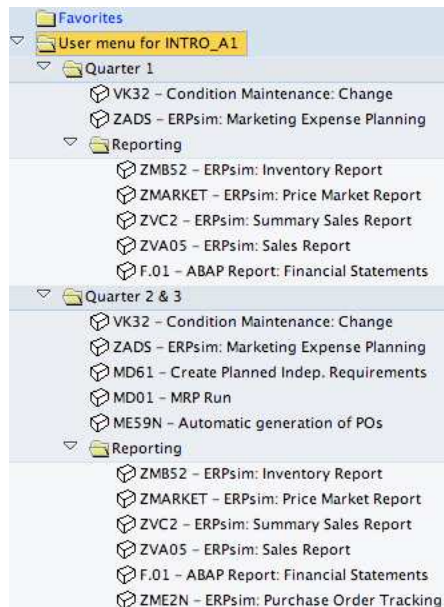 Favorites
User menu for INTRO_A1
Quarter 1
VK32 – Condition Maintenance: Change
ZADS – ERPsim: Marketing Expense Planning
Reporting
ZMB52 – ERPsim: Inventory Report
ZMARKET – ERPsim: Price Market Report
ZVC2 – ERPsim: Summary Sales Report
ZVA05 – ERPsim: Sales Report
F.01 – ABAP Report: Financial Statements
Quarter 2 & 3
VK32 – Condition Maintenance: Change
ZADS – ERPsim: Marketing Expense Planning
MD61 – Create Planned Indep. Requirements
MD01 – MRP Run
ME59N – Automatic generation of POs
Reporting
ZMB52 – ERPsim: Inventory Report
ZMARKET – ERPsim: Price Market Report
ZVC2 – ERPsim: Summary Sales Report
ZVA05 – ERPsim: Sales Report
F.01 – ABAP Report: Financial Statements
ZME2N – ERPsim: Purchase Order Tracking